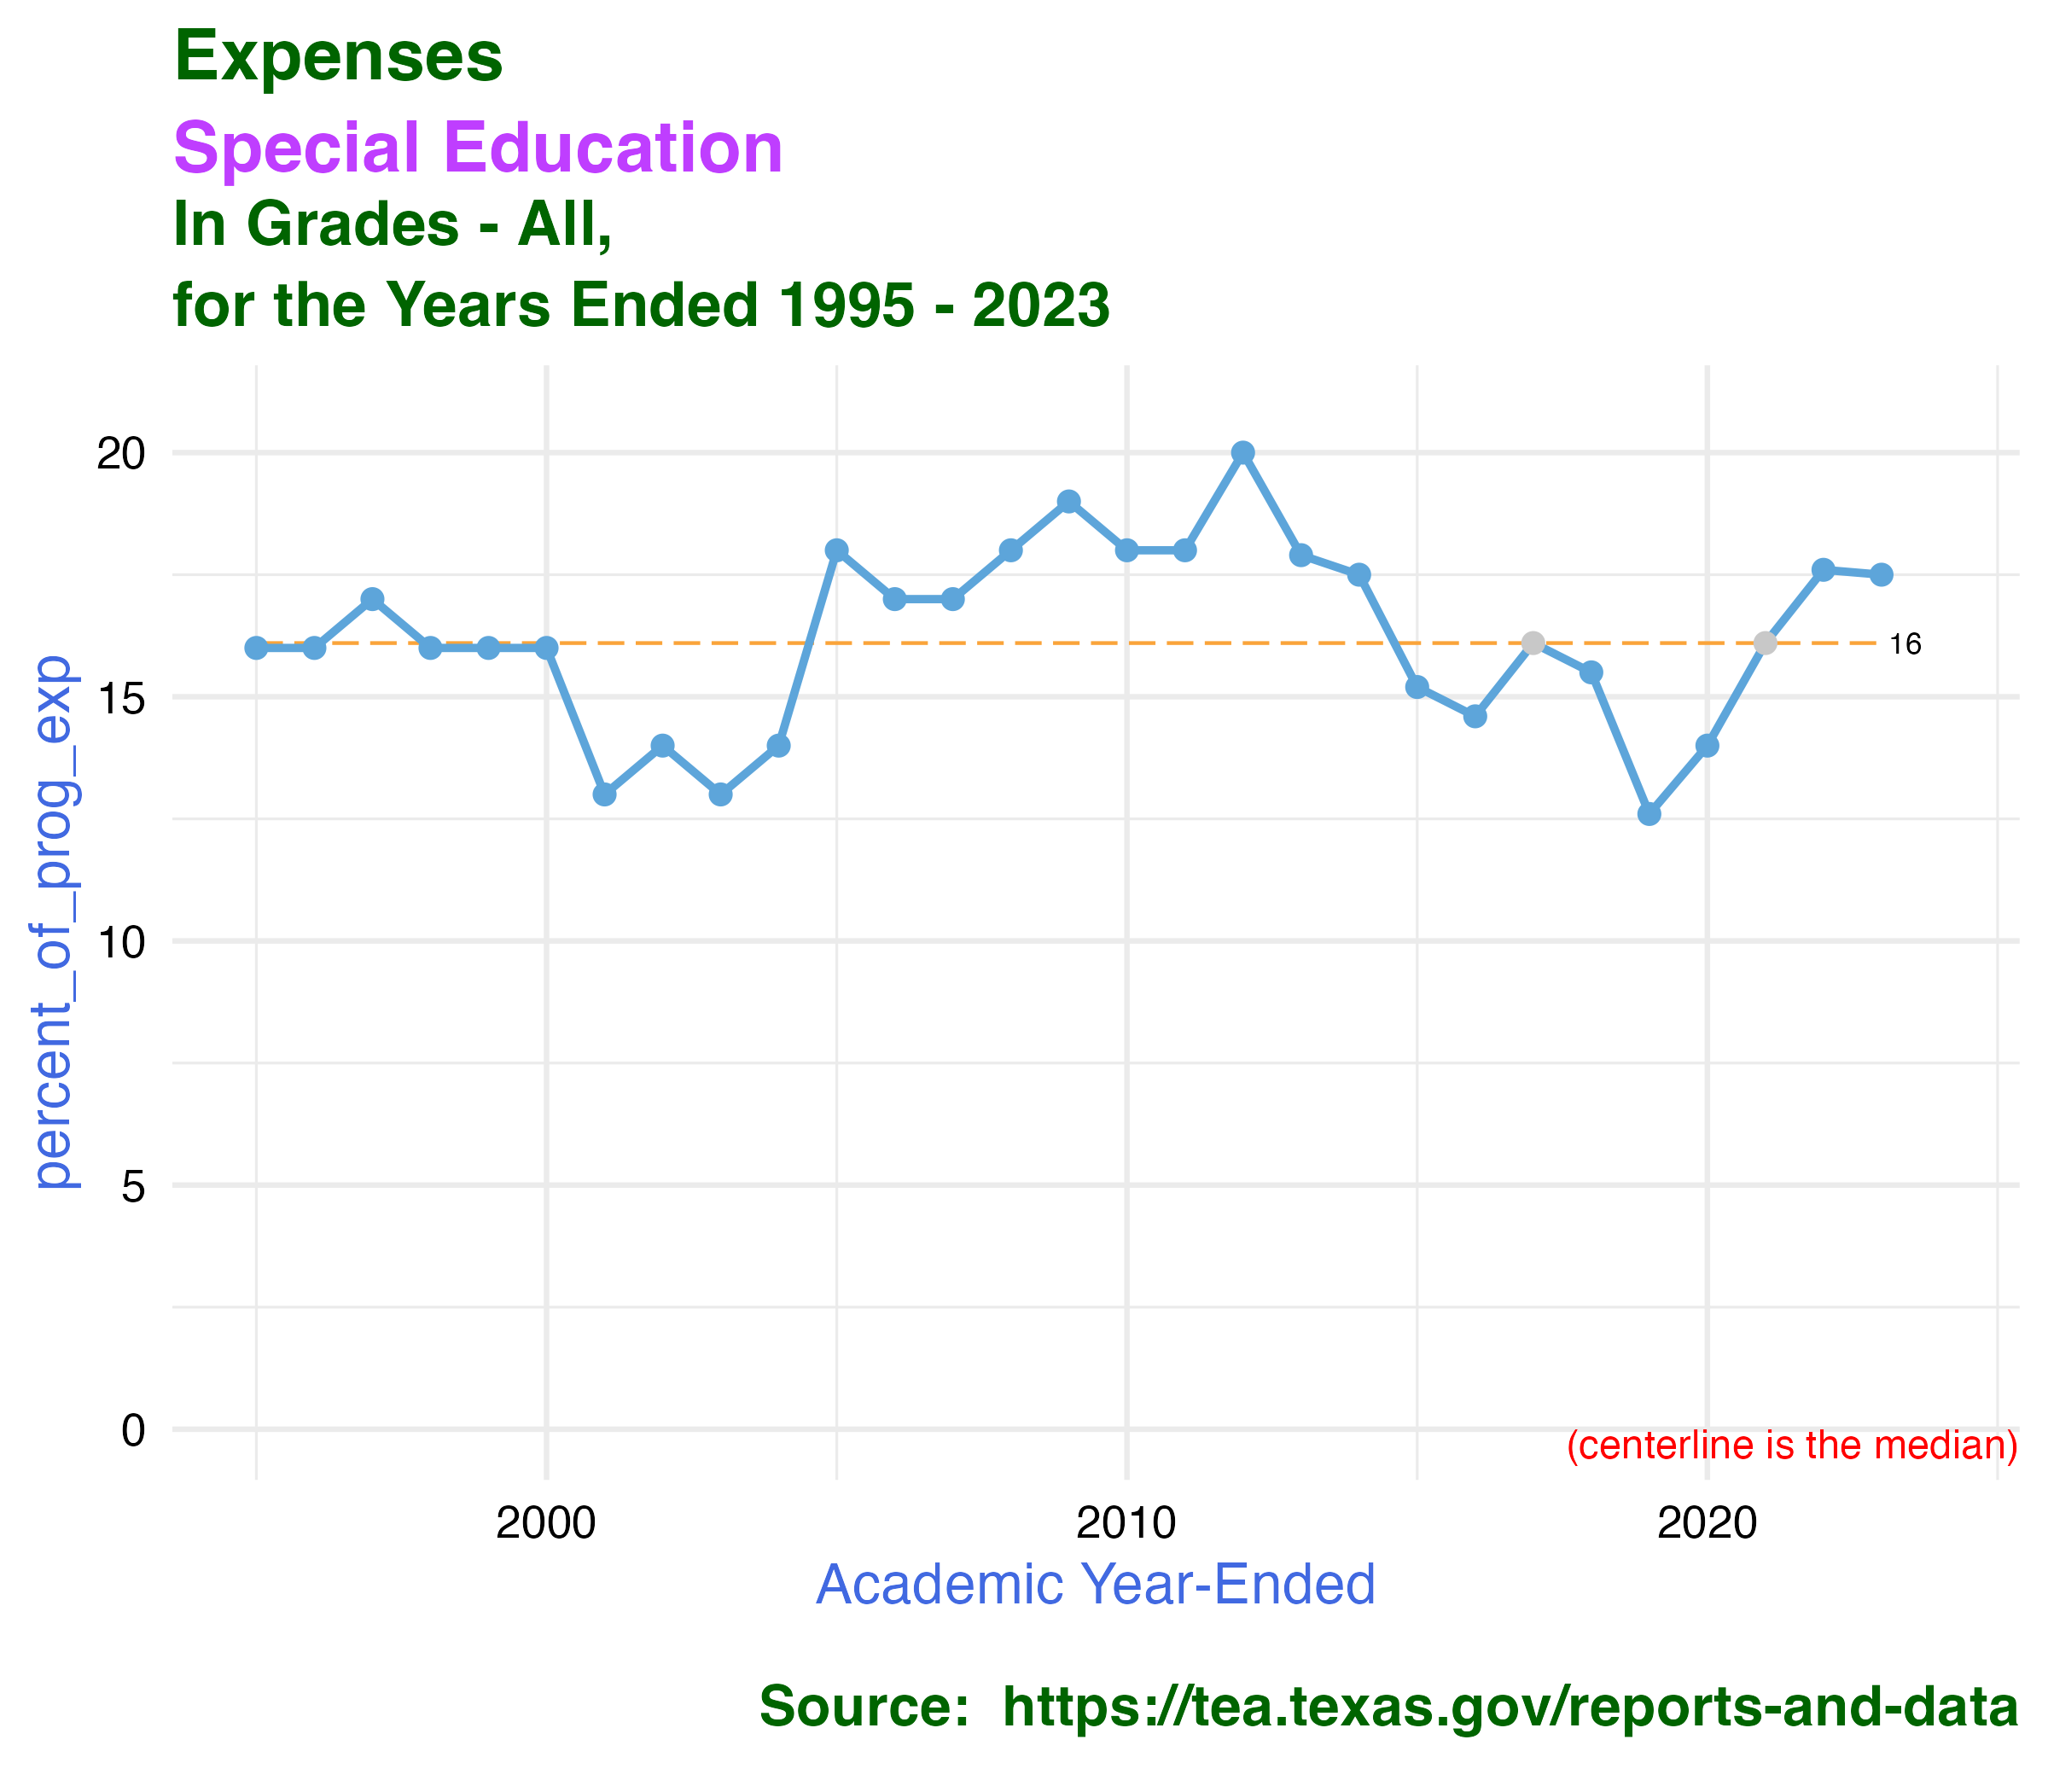 Expenses
Special Education
In Grades - All,
for the Years Ended 1995 - 2023
percent_of_prog_exp
20
15
10
5
0
16
(centerline is the median)
2000 2010 2020
Academic Year-Ended
Source:  https://tea.texas.gov/reports-and-data